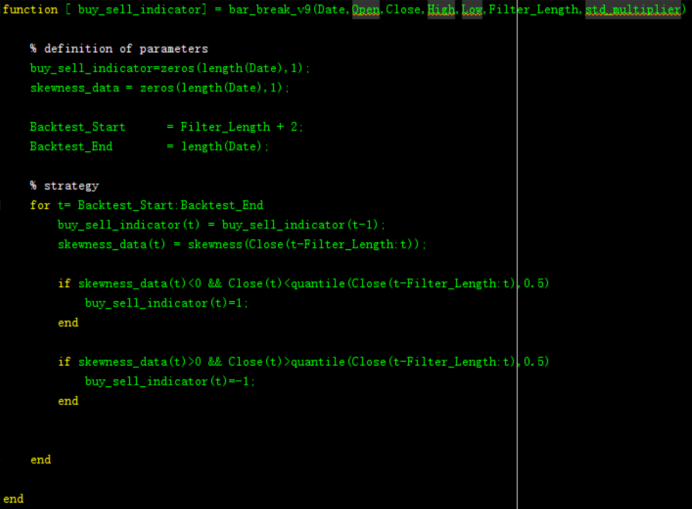 function [ buy_sell_indicator] = bar_break_v9(Date,Open,Close,High,Low,Filter_Length,std_multiplier)
% definition of parameters
buy_sell_indicator=zeros(length(Date),1);
skewness_data = zeros(length(Date),1);
Backtest_Start = Filter_Length + 2;
Backtest_End = length(Date);
% strategy
for t= Backtest_Start:Backtest_End
buy_sell_indicator(t) = buy_sell_indicator(t-1);
skewness_data(t) = skewness(Close(t-Filter_Length:t));
if skewness_data(t)<0 && Close(t)<quantile(Close(t-Filter_Length:t),0.5)
buy_sell_indicator(t)=1;
end
if skewness_data(t)>0 && Close(t)>quantile(Close(t-Filter_Length:t),0.5)
buy_sell_indicator(t)=-1;
end
end
end